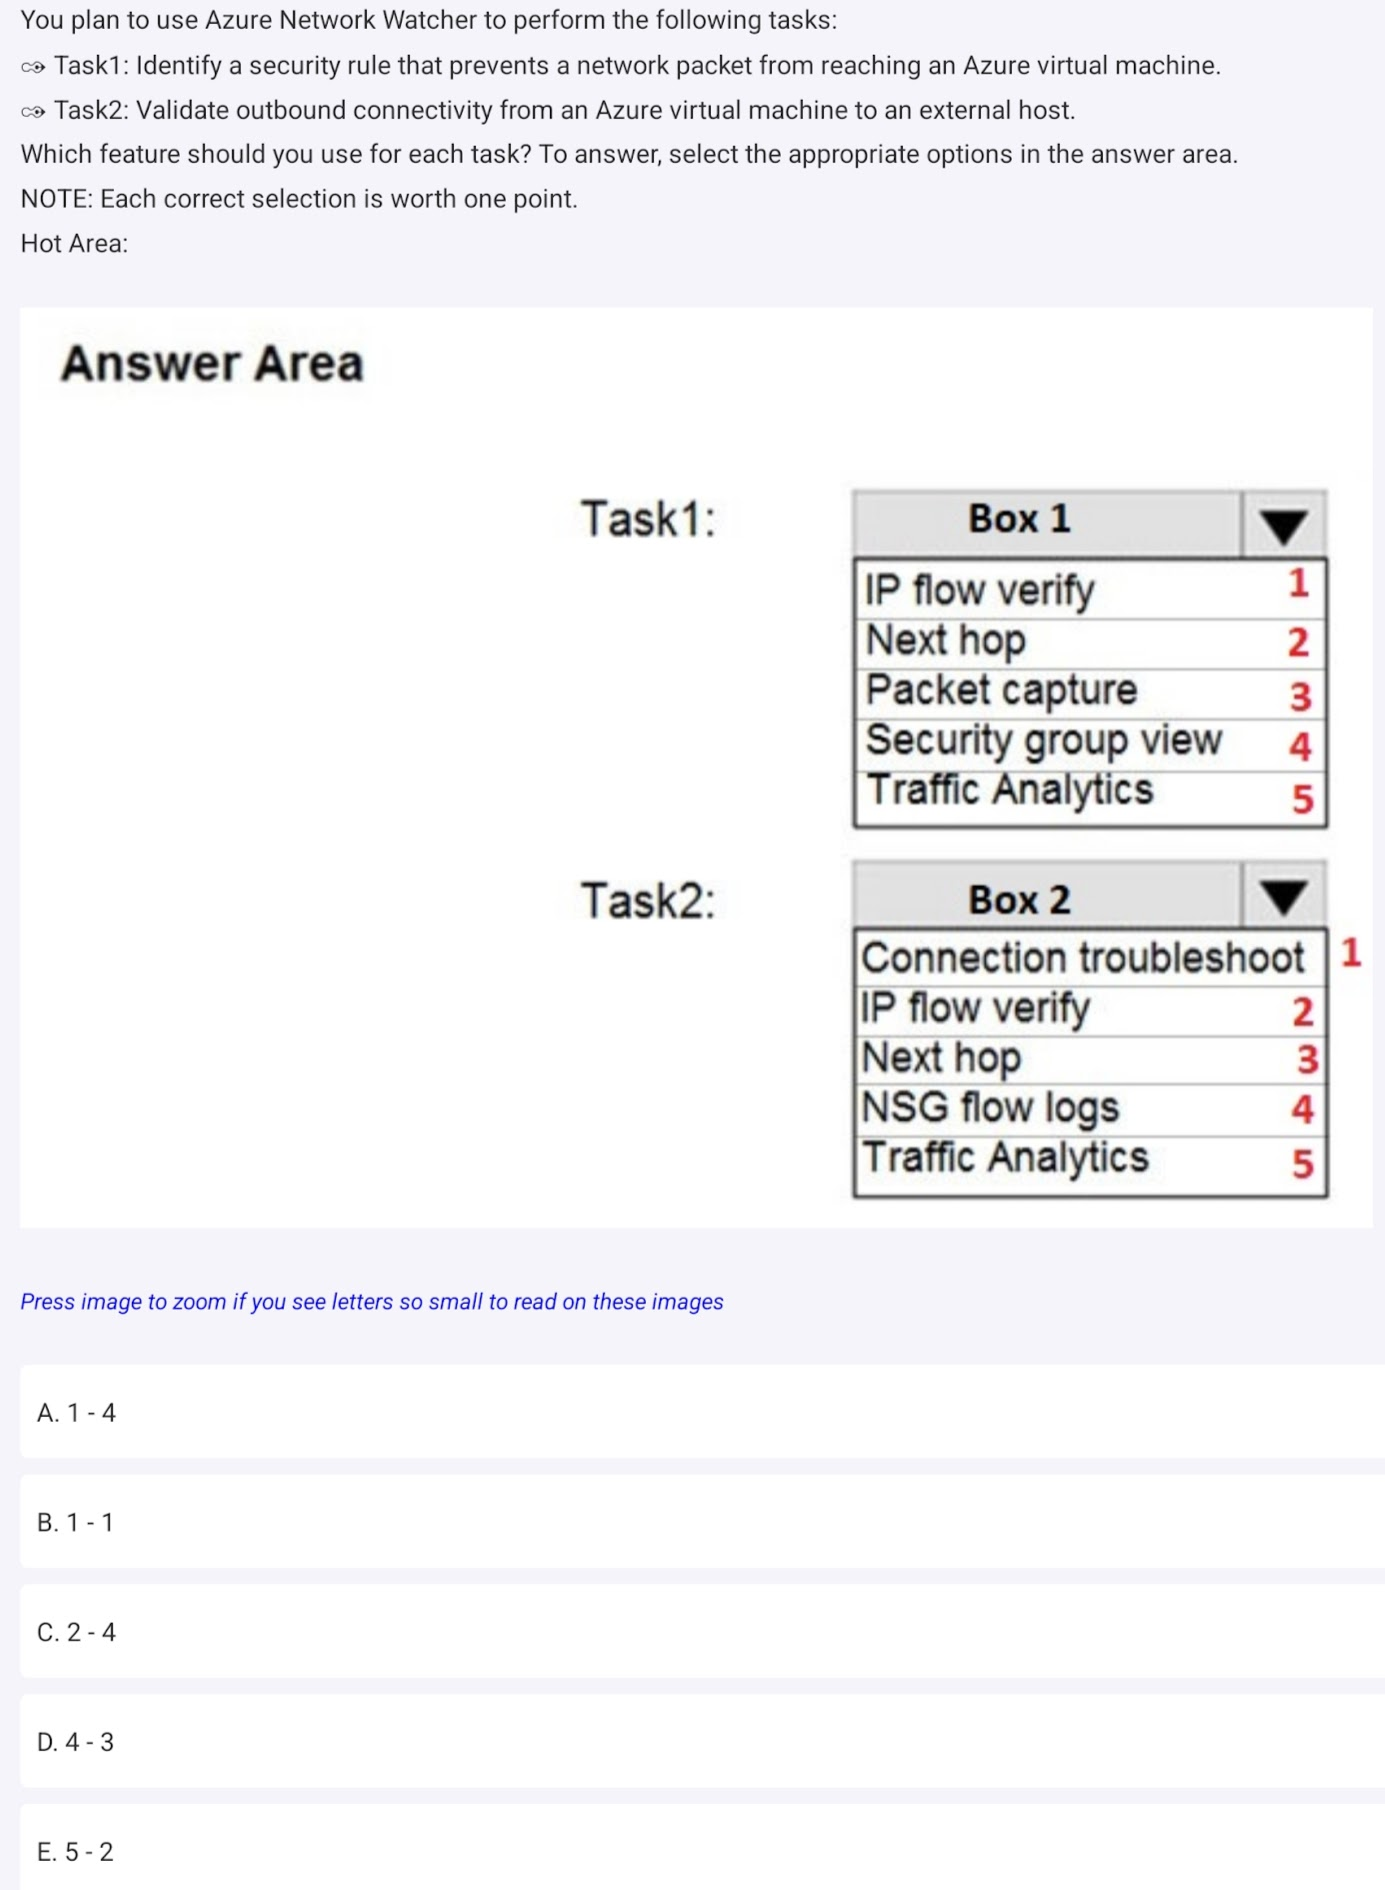 You plan to use Azure Network Watcher to perform the following tasks:
Task1: Identify a security rule that prevents a network packet from reaching an Azure virtual machine.
Task2: Validate outbound connectivity from an Azure virtual machine to an external host.
Which feature should you use for each task? To answer, select the appropriate options in the answer area.
NOTE: Each correct selection is worth one point.
Hot Area:
Answer Area
Task1:
Box 1
IP flow verify 1
Next hop 2
Packet capture 3
Security group view 4
Traffic Analytics 5
Task2:
Box 2
Connection troubleshoot 1
IP flow verify 2
Next hop 3
NSG flow logs 4
Traffic Analytics 5
Press image to zoom if you see letters so small to read on these images
A. 1 - 4
B. 1 - 1
C. 2 - 4
D. 4 - 3
E. 5 - 2